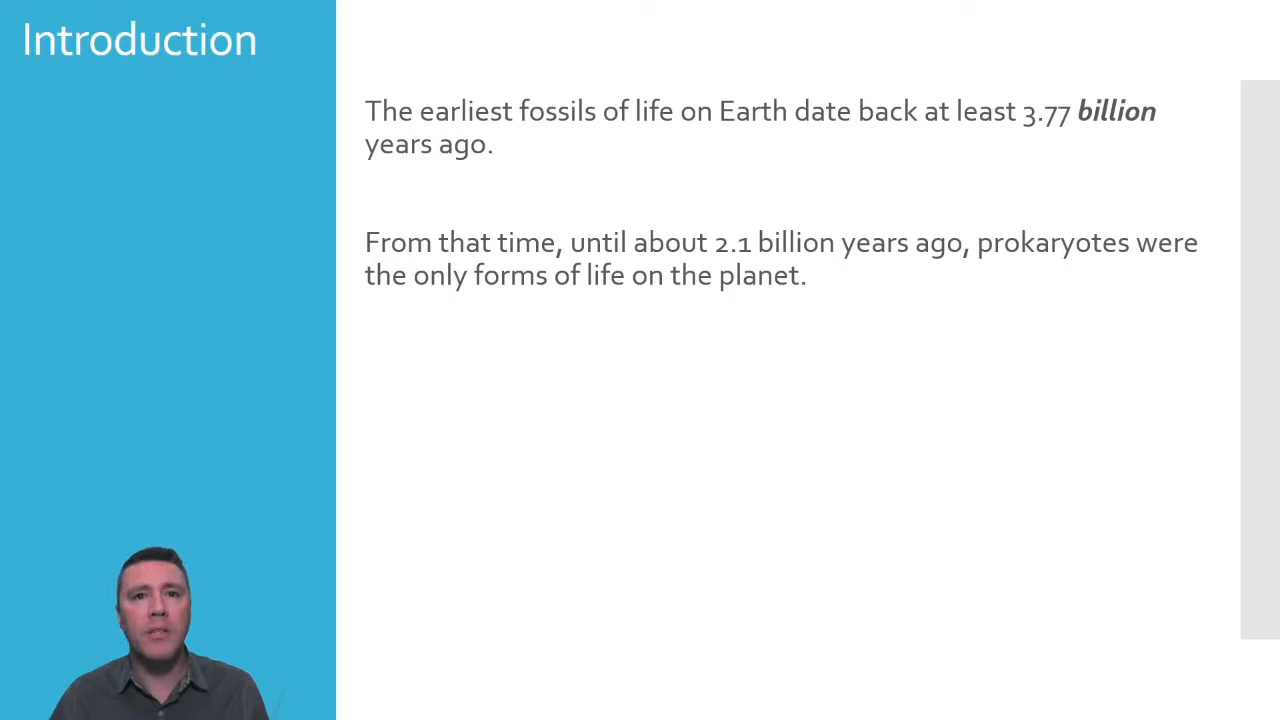 Introduction
The earliest fossils of life on Earth date back at least 3.77 billion
years ago.
From that time, until about 2.1 billion years ago, prokaryotes were
the only forms of life on the planet.